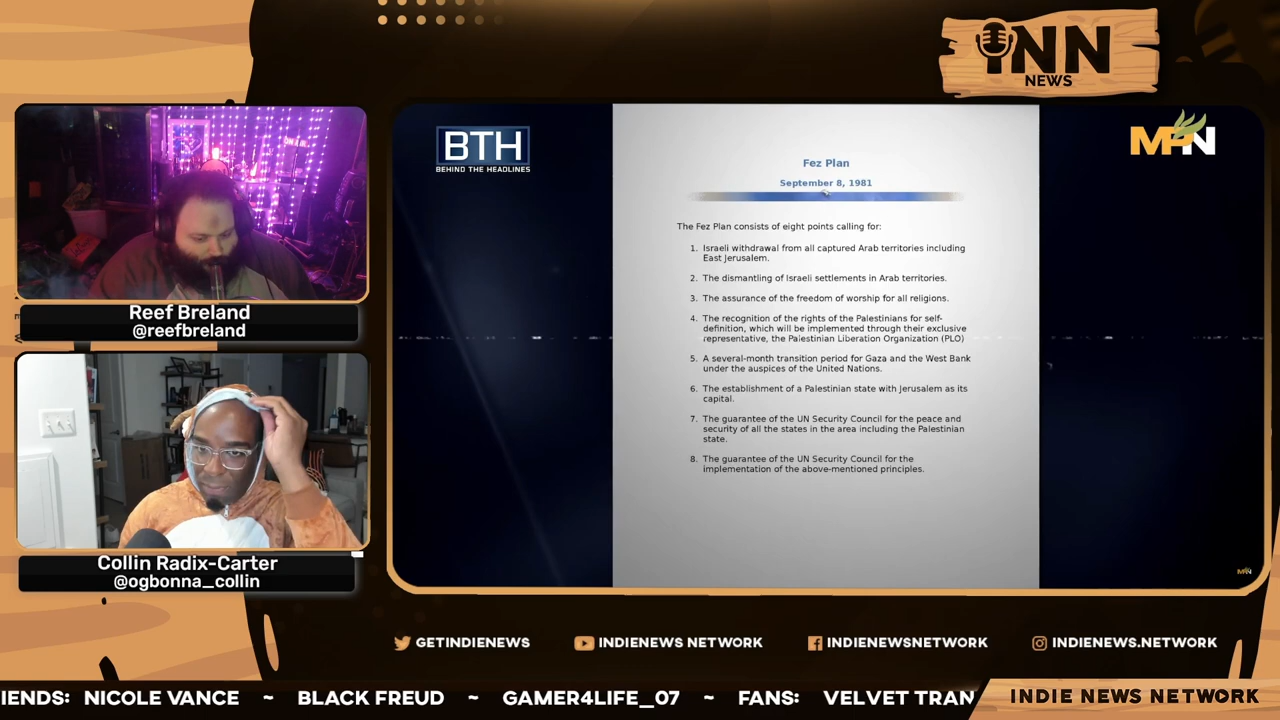 INN
NEWS
BTH
BEHIND THE HEADLINES
MPN
Fez Plan
September 8, 1981
The Fez Plan consists of eight points calling for:
1. Israeli withdrawal from all captured Arab territories including
East Jerusalem.
2. The dismantling of Israeli settlements in Arab territories.
3. The assurance of the freedom of worship for all religions.
4. The recognition of the rights of the Palestinians for self-
definition, which will be implemented through their exclusive
representative, the Palestinian Liberation Organization (PLO)
5. A several-month transition period for Gaza and the West Bank
under the auspices of the United Nations.
6. The establishment of a Palestinian state with Jerusalem as its
capital.
7. The guarantee of the UN Security Council for the peace and
security of all the states in the area including the Palestinian
state.
8. The guarantee of the UN Security Council for the
implementation of the above-mentioned principles.
MPN
Reef Breland
@reefbreland
Collin Radix-Carter
@ogbonna_collin
GETINDIENEWS
INDIENEWS NETWORK
INDIENEWSNETWORK
INDIENEWS.NETWORK
IENDS: NICOLE VANCE ~ BLACK FREUD ~ GAMER4LIFE_07 ~ FANS: VELVET TRAN
INDIE NEWS NETWORK